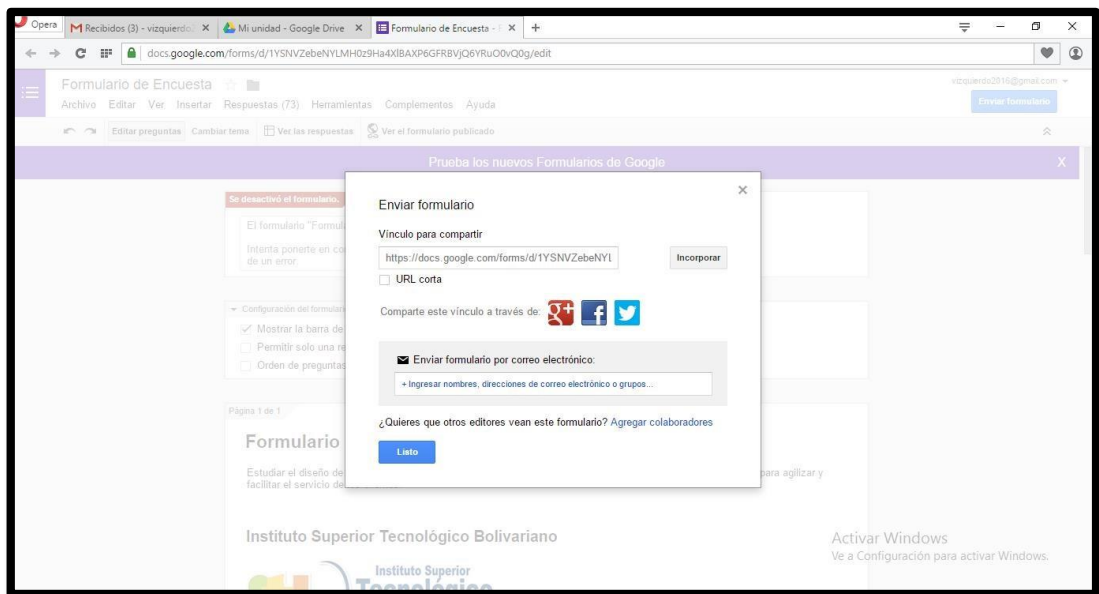 Opera
Recibidos (3) - vizquierdo.
Mi unidad - Google Drive
Formulario de Encuesta -
docs.google.com/forms/d/1YSNVZebeNYLMH0z9Ha4XlBAXP6GFRBVjQ6YRuO0vQ0g/edit
Formulario de Encuesta
vizquierdo2016@gmail.com
Archivo Editar Ver Insertar Respuestas (73) Herramientas Complementos Ayuda
Enviar formulario
Editar preguntas Cambiar tema Ver las respuestas Ver el formulario publicado
Prueba los nuevos Formularios de Google X
Se desactivó el formulario.
El formulario "Formul
Intenta ponerte en co
de un error.
Enviar formulario
Vínculo para compartir
https://docs.google.com/forms/d/1YSNVZebeNYL
Incorporar
URL corta
Comparte este vínculo a través de:
Configuración del formulari
Mostrar la barra de
Permitir solo una re
Orden de preguntas
Enviar formulario por correo electrónico:
+ Ingresar nombres, direcciones de correo electrónico o grupos...
¿Quieres que otros editores vean este formulario? Agregar colaboradores
Listo
Página 1 de 1
Formulario
Estudiar el diseño de para agilizar y
facilitar el servicio de
Instituto Superior Tecnológico Bolivariano
Instituto Superior
Tecnológico
Activar Windows
Ve a Configuración para activar Windows.